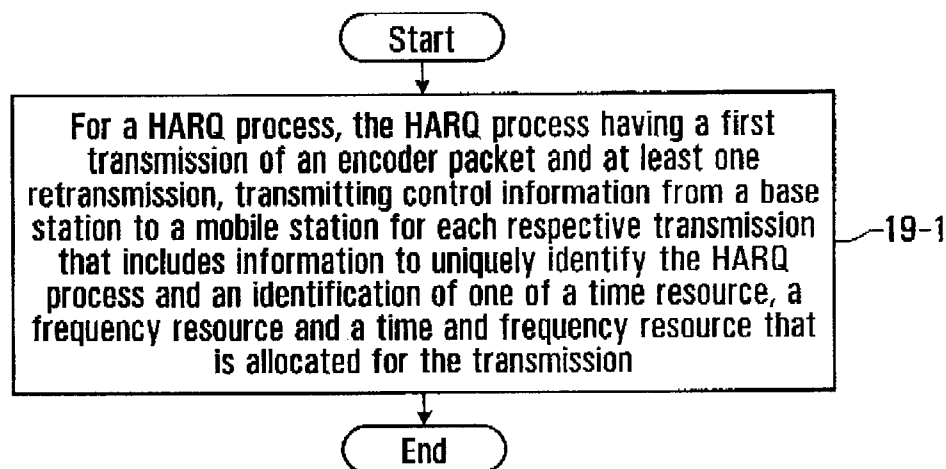 Start
For a HARQ process, the HARQ process having a first
transmission of an encoder packet and at least one
retransmission, transmitting control information from a base
station to a mobile station for each respective transmission
that includes information to uniquely identify the HARQ
process and an identification of one of a time resource, a
frequency resource and a time and frequency resource that
is allocated for the transmission
19-1
End